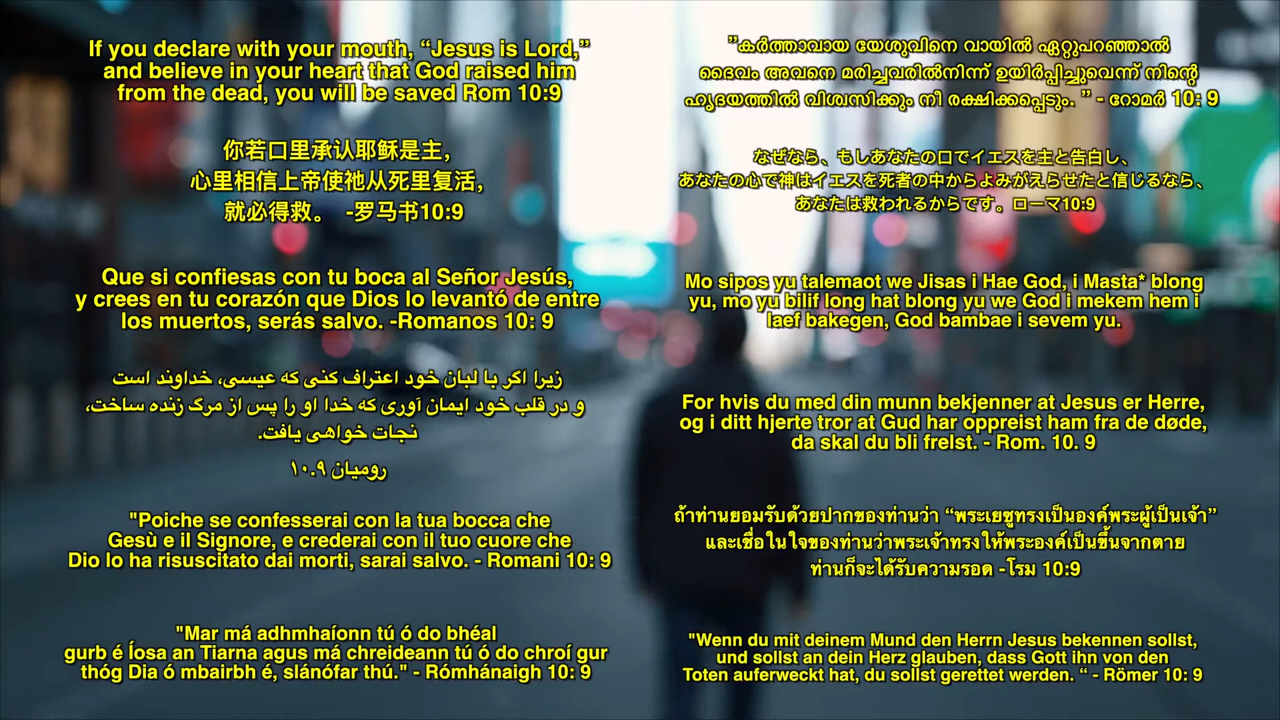 If you declare with your mouth, “Jesus is Lord,”
and believe in your heart that God raised him
from the dead, you will be saved Rom 10:9
你若口里承认耶稣是主,
心里相信上帝使祂从死里复活,
就必得救。 -罗马书10:9
Que si confiesas con tu boca al Señor Jesús,
y crees en tu corazón que Dios lo levantó de entre
los muertos, serás salvo. -Romanos 10: 9
زیرا اگر با لبان خود اعتراف کنی که عیسی، خداوند است
و در قلب خود ایمان آوری که خدا او را پس از مرگ زنده ساخت،
نجات خواهی یافت.
رومیان ۱۰.۹
"Poiche se confesserai con la tua bocca che
Gesù e il Signore, e crederai con il tuo cuore che
Dio lo ha risuscitato dai morti, sarai salvo. - Romani 10: 9
"Mar má adhmhaíonn tú ó do bhéal
gurb é Íosa an Tiarna agus má chreideann tú ó do chroí gur
thóg Dia ó mbairbh é, slánófar thú." - Rómhánaigh 10: 9
”കർത്താവായ യേശുവിനെ വായിൽ ഏറ്റുപറഞ്ഞാൽ
ദൈവം അവനെ മരിച്ചവരിൽനിന്ന് ഉയിർപ്പിച്ചുവെന്ന് നിന്റെ
ഹൃദയത്തിൽ വിശ്വസിക്കും നീ രക്ഷിക്കപ്പെടും. ” - റോമർ 10: 9
なぜなら、もしあなたの口でイエスを主と告白し、
あなたの心で神はイエスを死者の中からよみがえらせたと信じるなら、
あなたは救われるからです。ローマ10:9
Mo sipos yu talemaot we Jisas i Hae God, i Masta* blong
yu, mo yu bilif long hat blong yu we God i mekem hem i
laef bakegen, God bambae i sevem yu.
For hvis du med din munn bekjenner at Jesus er Herre,
og i ditt hjerte tror at Gud har oppreist ham fra de døde,
da skal du bli frelst. - Rom. 10. 9
ถ้าท่านยอมรับด้วยปากของท่านว่า “พระเยซูทรงเป็นองค์พระผู้เป็นเจ้า”
และเชื่อในใจของท่านว่าพระเจ้าทรงให้พระองค์เป็นขึ้นจากตาย
ท่านก็จะได้รับความรอด -โรม 10:9
"Wenn du mit deinem Mund den Herrn Jesus bekennen sollst,
und sollst an dein Herz glauben, dass Gott ihn von den
Toten auferweckt hat, du sollst gerettet werden. “ - Römer 10: 9